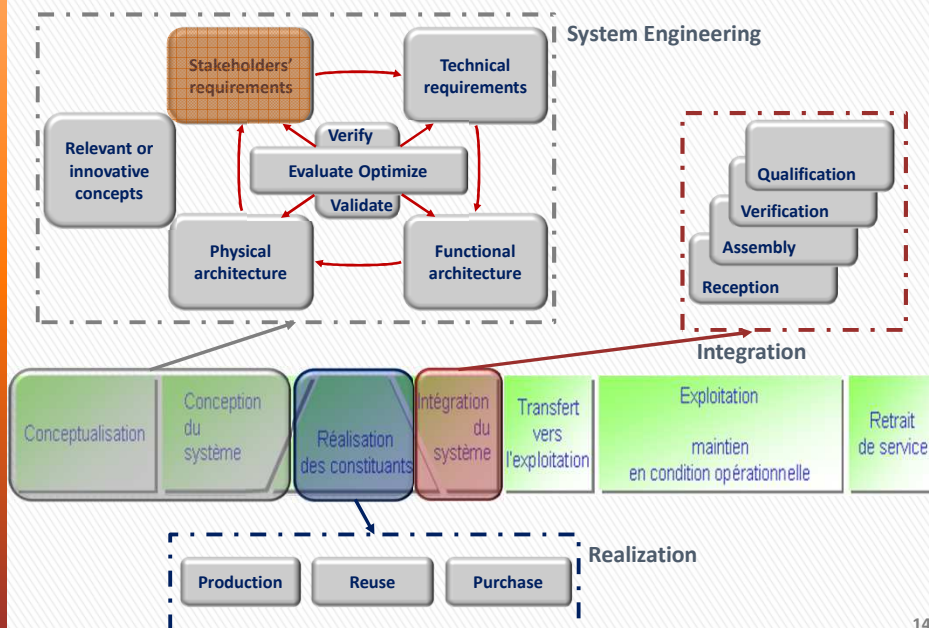 System Engineering
Stakeholders'
requirements
Technical
requirements
Relevant or
innovative
concepts
Verify
Evaluate Optimize
Validate
Physical
architecture
Functional
architecture
Qualification
Verification
Assembly
Reception
Integration
Conceptualisation
Conception
du
système
Réalisation
des constituants
Intégration
du
système
Transfert
vers
l'exploitation
Exploitation
maintien
en condition opérationnelle
Retrait
de service
Realization
Production
Reuse
Purchase
14